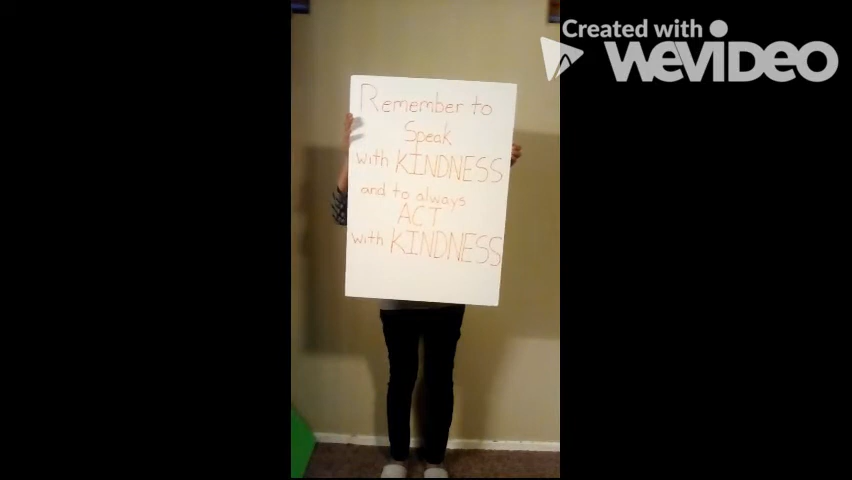 Created with
WEVIDEO
Remember to
Speak
with KINDNESS
and to always
ACT
with KINDNESS